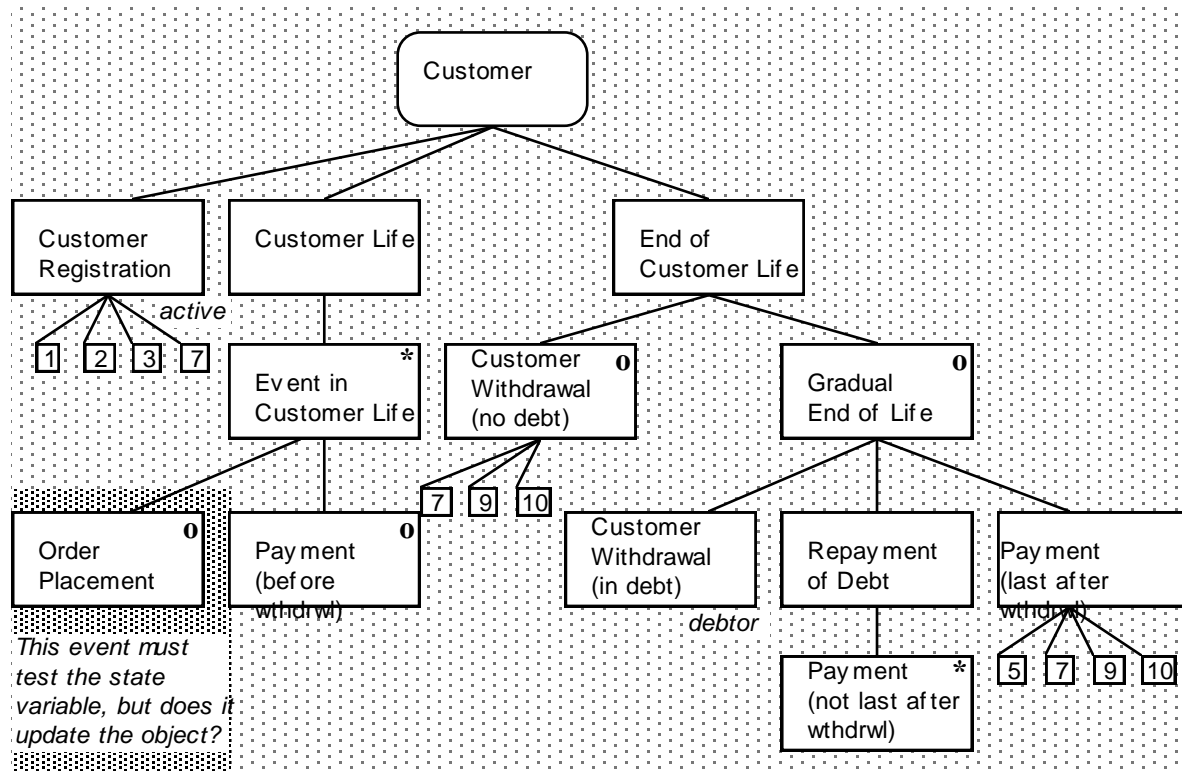 Customer
Customer
Registration
Customer Life
End of
Customer Life
active
1 2 3 7
Event in
Customer Life
*
Customer
Withdrawal
(no debt)
o
Gradual
End of Life
o
7 9 10
Order
Placement
o
Payment
(before
wthdrwl)
o
Customer
Withdrawal
(in debt)
Repayment
of Debt
Payment
(last after
wthdrwl)
debtor
This event must
test the state
variable, but does it
update the object?
Payment
(not last after
wthdrwl)
*
5 7 9 10